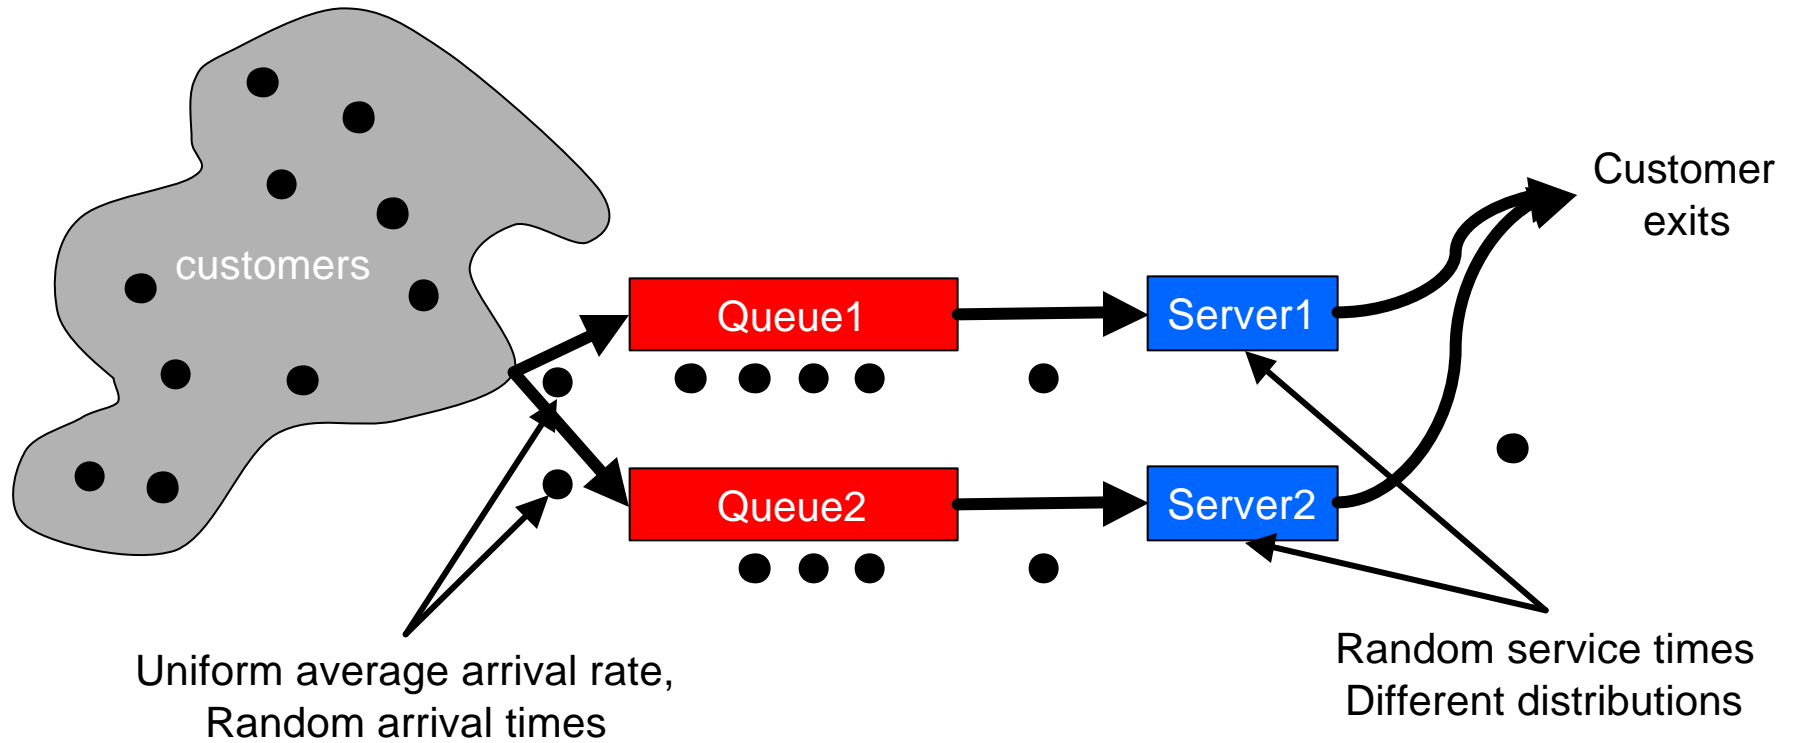 Customer
exits
customers
Queue1
Server1
Queue2
Server2
Uniform average arrival rate,
Random arrival times
Random service times
Different distributions